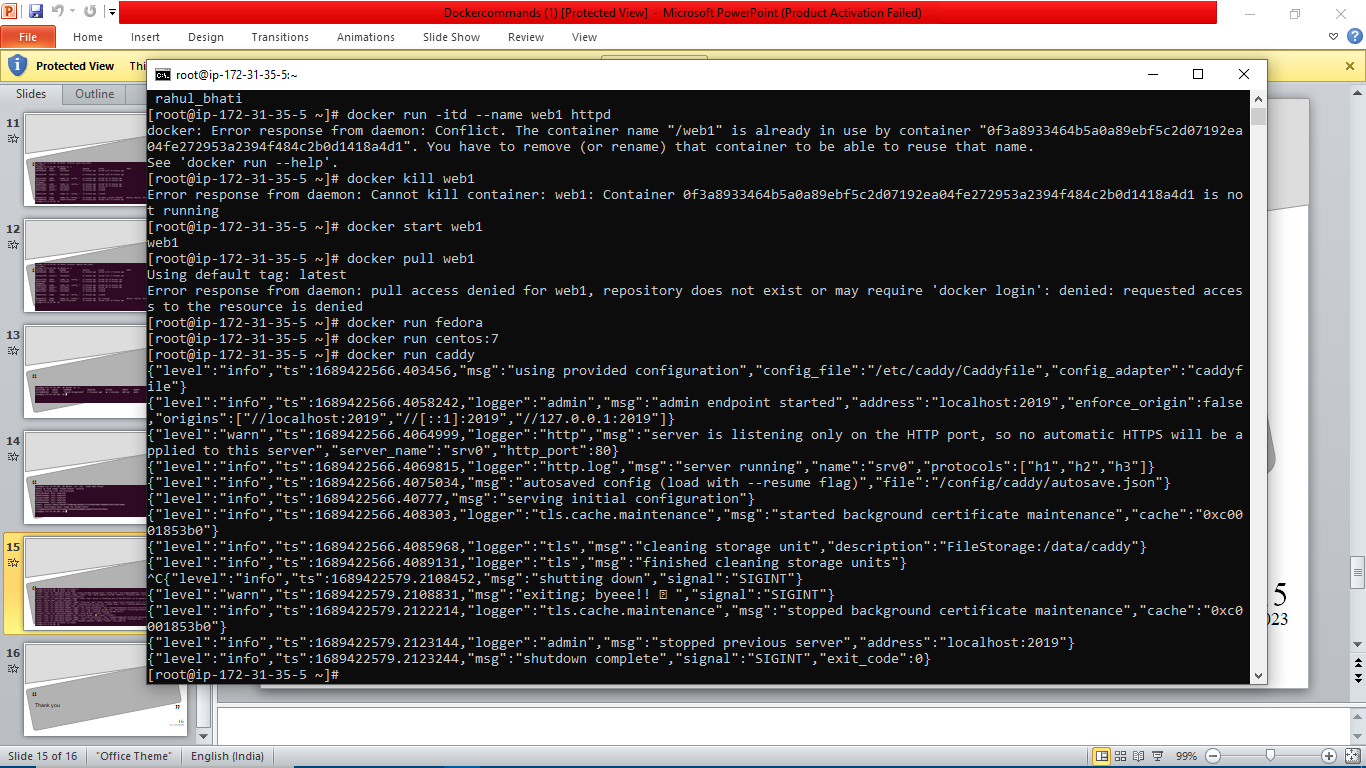 Dockercommands (1) [Protected View] - Microsoft PowerPoint (Product Activation Failed)
File Home Insert Design Transitions Animations Slide Show Review View
Protected View Thi
Slides Outline
root@ip-172-31-35-5:~
rahul_bhati
[root@ip-172-31-35-5 ~]# docker run -itd --name web1 httpd
docker: Error response from daemon: Conflict. The container name "/web1" is already in use by container "0f3a8933464b5a0a89ebf5c2d07192ea
04fe272953a2394f484c2b0d1418a4d1". You have to remove (or rename) that container to be able to reuse that name.
See 'docker run --help'.
[root@ip-172-31-35-5 ~]# docker kill web1
Error response from daemon: Cannot kill container: web1: Container 0f3a8933464b5a0a89ebf5c2d07192ea04fe272953a2394f484c2b0d1418a4d1 is no
t running
[root@ip-172-31-35-5 ~]# docker start web1
web1
[root@ip-172-31-35-5 ~]# docker pull web1
Using default tag: latest
Error response from daemon: pull access denied for web1, repository does not exist or may require 'docker login': denied: requested acces
s to the resource is denied
[root@ip-172-31-35-5 ~]# docker run fedora
[root@ip-172-31-35-5 ~]# docker run centos:7
[root@ip-172-31-35-5 ~]# docker run caddy
{"level":"info","ts":1689422566.403456,"msg":"using provided configuration","config_file":"/etc/caddy/Caddyfile","config_adapter":"caddyf
ile"}
{"level":"info","ts":1689422566.4058242,"logger":"admin","msg":"admin endpoint started","address":"localhost:2019","enforce_origin":false
,"origins":["//localhost:2019","//[::1]:2019","//127.0.0.1:2019"]}
{"level":"warn","ts":1689422566.4064999,"logger":"http","msg":"server is listening only on the HTTP port, so no automatic HTTPS will be a
pplied to this server","server_name":"srv0","http_port":80}
{"level":"info","ts":1689422566.4069815,"logger":"http.log","msg":"server running","name":"srv0","protocols":["h1","h2","h3"]}
{"level":"info","ts":1689422566.4075034,"msg":"autosaved config (load with --resume flag)","file":"/config/caddy/autosave.json"}
{"level":"info","ts":1689422566.40777,"msg":"serving initial configuration"}
{"level":"info","ts":1689422566.408303,"logger":"tls.cache.maintenance","msg":"started background certificate maintenance","cache":"0xc00
01853b0"}
{"level":"info","ts":1689422566.4085968,"logger":"tls","msg":"cleaning storage unit","description":"FileStorage:/data/caddy"}
{"level":"info","ts":1689422566.4089131,"logger":"tls","msg":"finished cleaning storage units"}
^C{"level":"info","ts":1689422579.2108452,"msg":"shutting down","signal":"SIGINT"}
{"level":"warn","ts":1689422579.2108831,"msg":"exiting; byeee!! ","signal":"SIGINT"}
{"level":"info","ts":1689422579.2122214,"logger":"tls.cache.maintenance","msg":"stopped background certificate maintenance","cache":"0xc0
001853b0"}
{"level":"info","ts":1689422579.2123144,"logger":"admin","msg":"stopped previous server","address":"localhost:2019"}
{"level":"info","ts":1689422579.2123244,"msg":"shutdown complete","signal":"SIGINT","exit_code":0}
[root@ip-172-31-35-5 ~]#
11
12
13
14
15
16
Thank you
16
15
023
Slide 15 of 16 "Office Theme" English (India) 99%